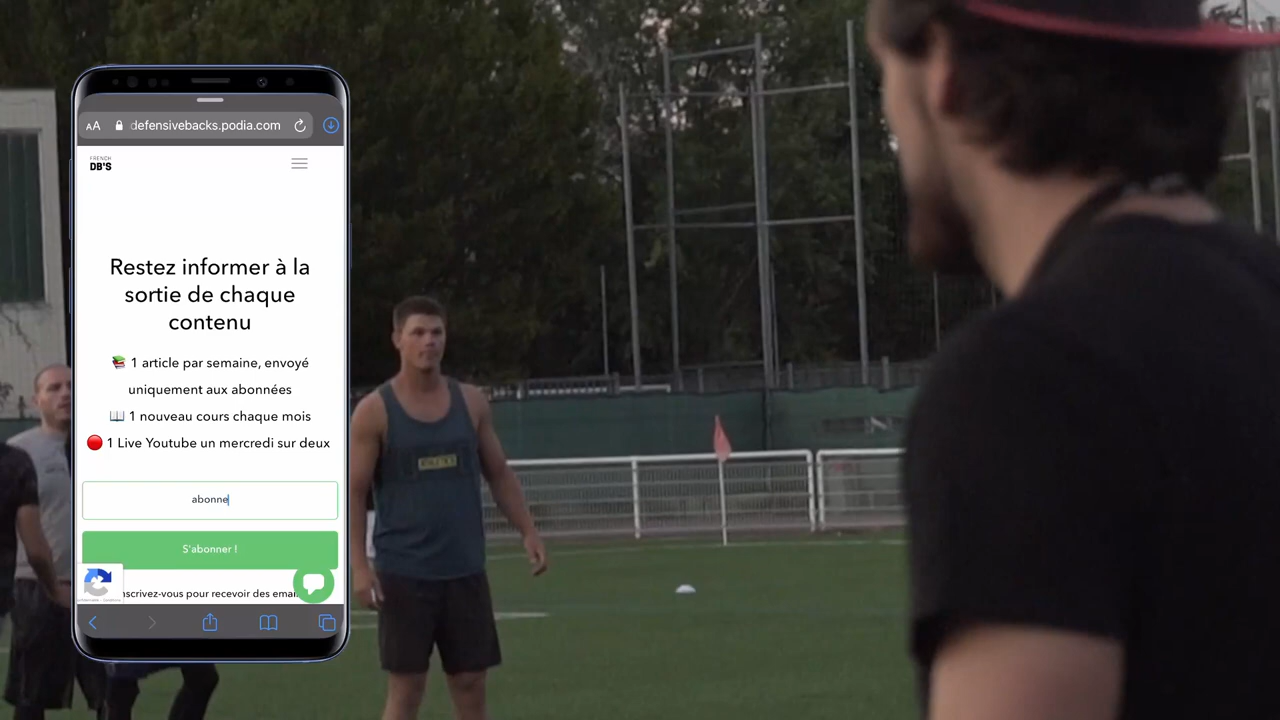 AA defensivebacks.podia.com
FRENCH
DB'S
Restez informer à la
sortie de chaque
contenu
1 article par semaine, envoyé
uniquement aux abonnées
1 nouveau cours chaque mois
1 Live Youtube un mercredi sur deux
abonne
S'abonner !
nscrivez-vous pour recevoir des emai